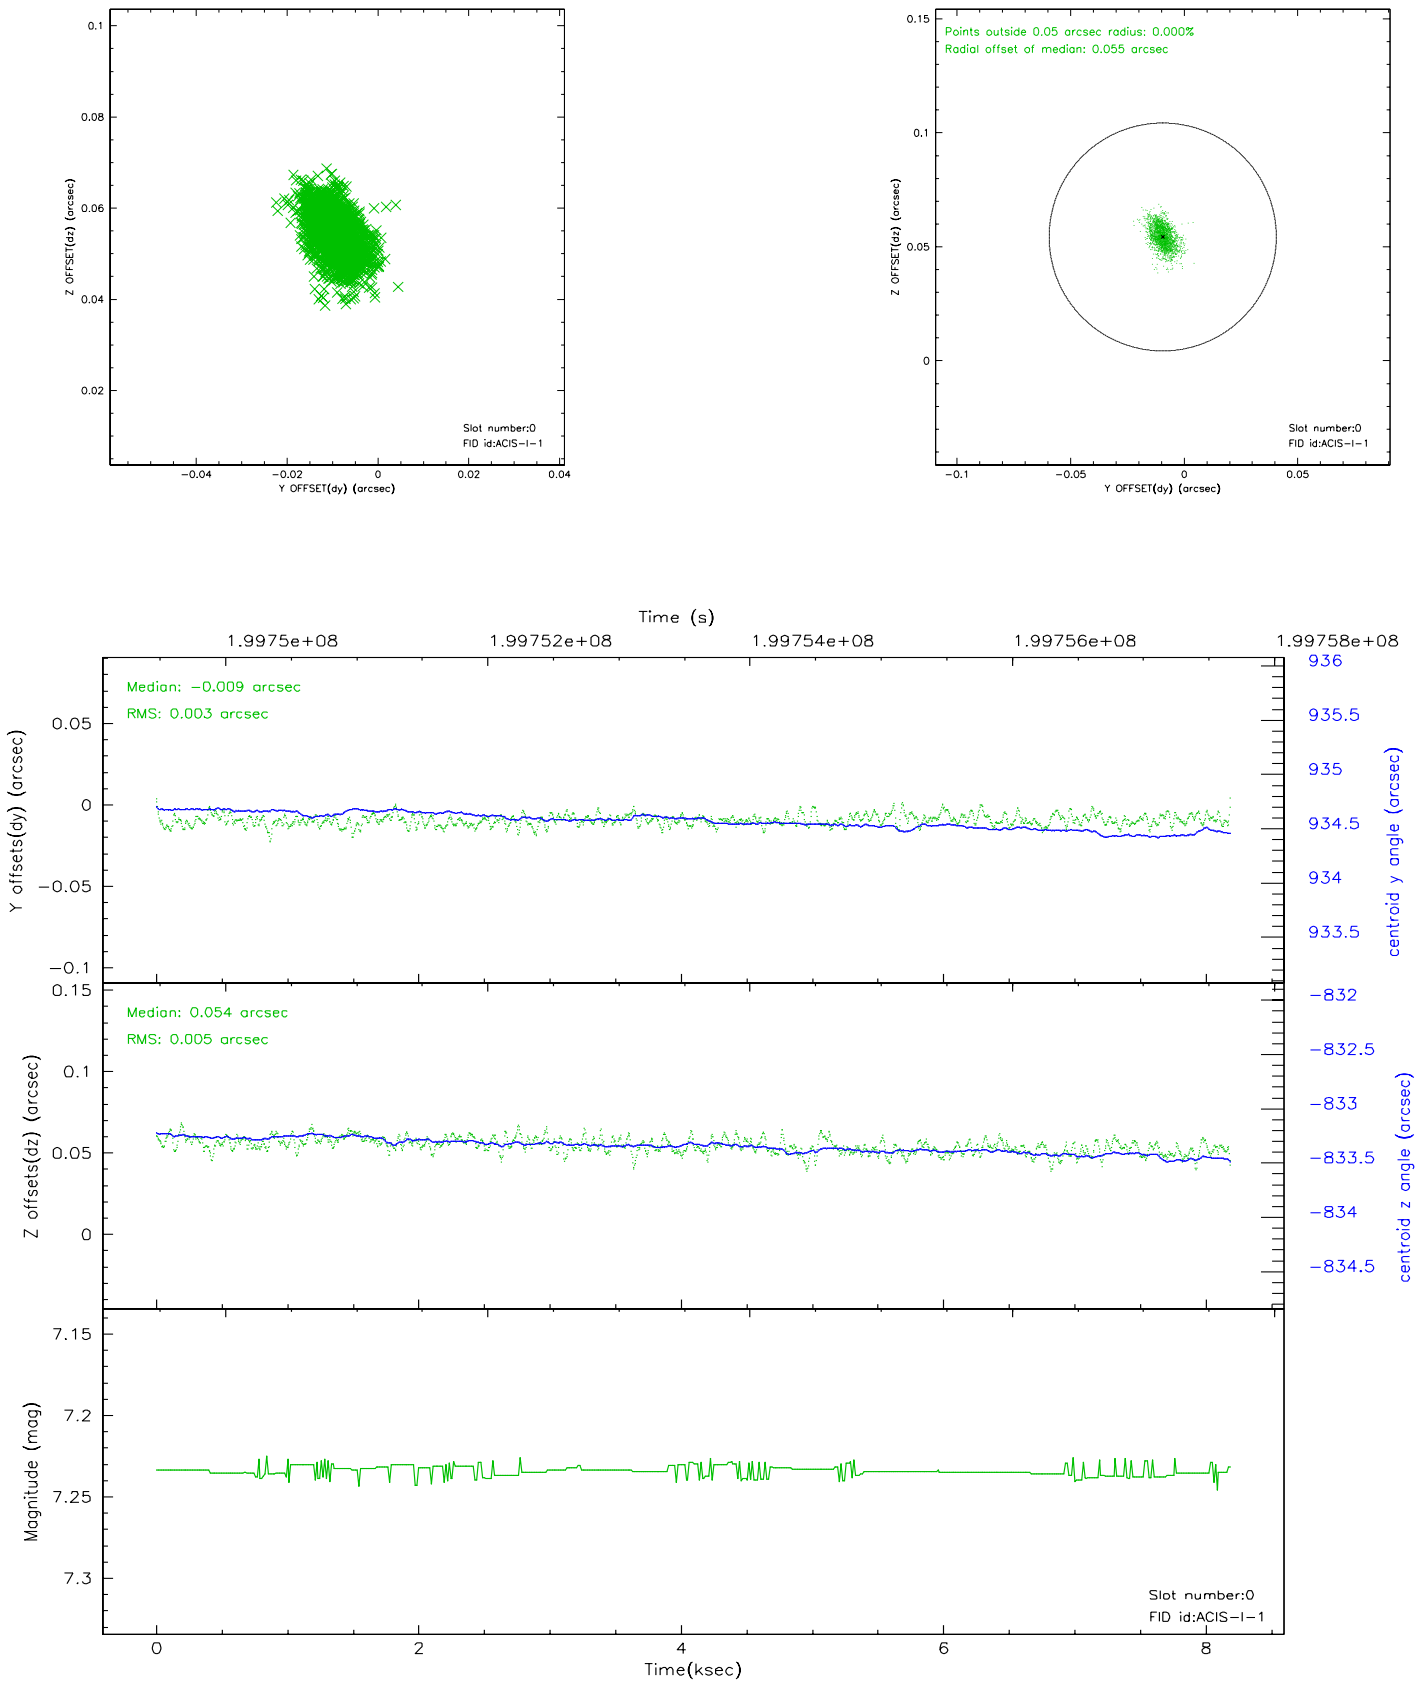 0.1
0.08
0.06
0.04
0.02
Z OFFSET(dz) (arcsec)
Slot number:0
FID id:ACIS-I-1
-0.04 -0.02 0 0.02 0.04
Y OFFSET(dy) (arcsec)
Points outside 0.05 arcsec radius: 0.000%
Radial offset of median: 0.055 arcsec
0.15
0.1
0.05
0
Z OFFSET(dz) (arcsec)
Slot number:0
FID id:ACIS-I-1
-0.1 -0.05 0 0.05
Y OFFSET(dy) (arcsec)
Time (s)
1.9975e+08 1.99752e+08 1.99754e+08 1.99756e+08 1.99758e+08
Median: -0.009 arcsec
RMS: 0.003 arcsec
0.05
0
-0.05
-0.1
Y offsets(dy) (arcsec)
936
935.5
935
934.5
934
933.5
centroid y angle (arcsec)
Median: 0.054 arcsec
RMS: 0.005 arcsec
0.15
0.1
0.05
0
Z offsets(dz) (arcsec)
-832
-832.5
-833
-833.5
-834
-834.5
centroid z angle (arcsec)
7.15
7.2
7.25
7.3
Magnitude (mag)
Slot number:0
FID id:ACIS-I-1
0 2 4 6 8
Time(ksec)